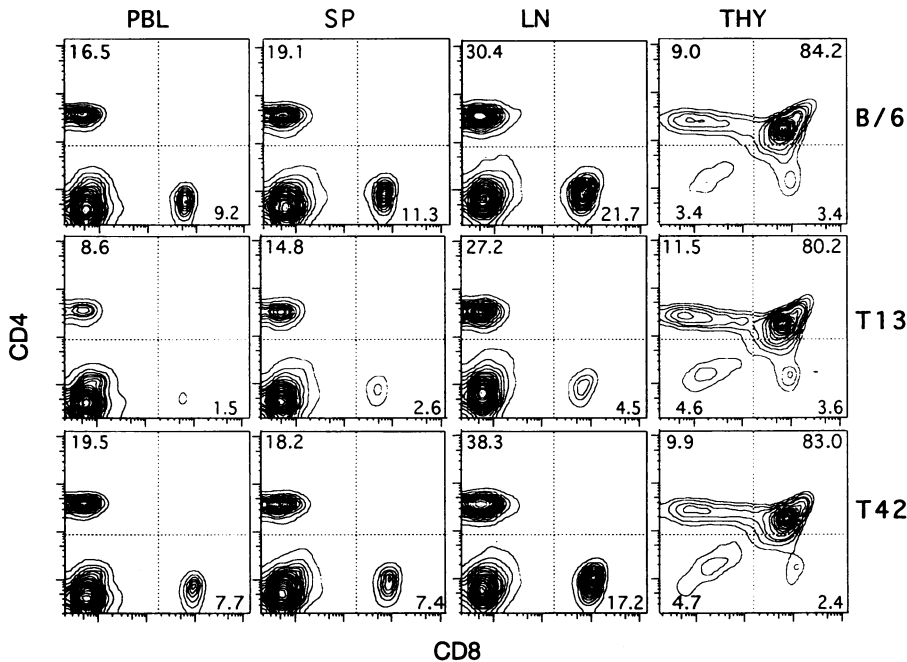 PBL SP LN THY
16.5 19.1 30.4 9.0 84.2
B/6
9.2 11.3 21.7 3.4 3.4
8.6 14.8 27.2 11.5 80.2
CD4
T13
1.5 2.6 4.5 4.6 3.6
19.5 18.2 38.3 9.9 83.0
T42
7.7 7.4 17.2 4.7 2.4
CD8